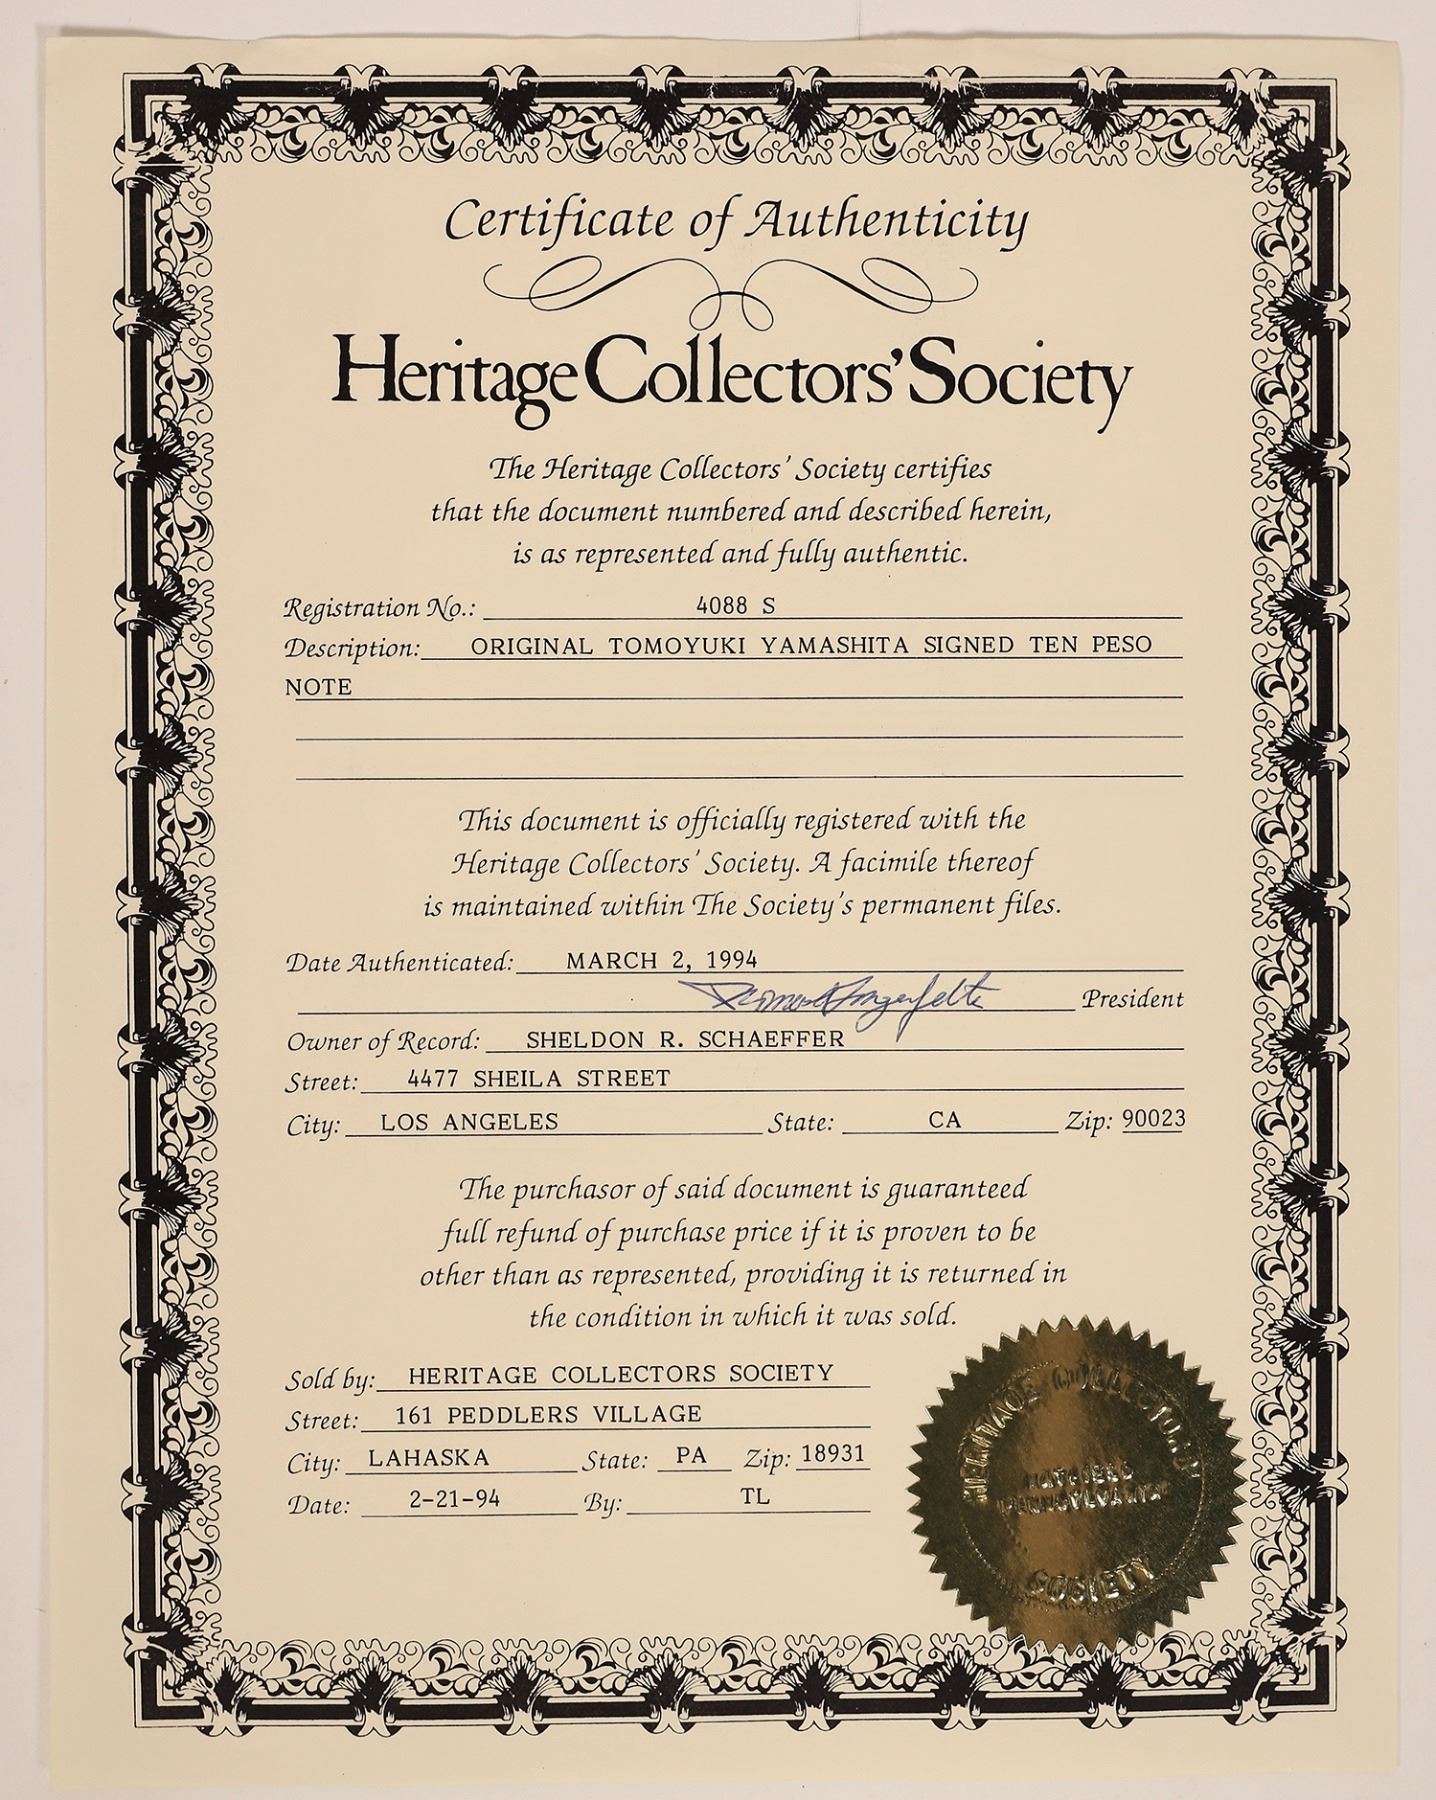 Certificate of Authenticity
Heritage Collectors' Society
The Heritage Collectors' Society certifies
that the document numbered and described herein,
is as represented and fully authentic.
Registration No.: 4088 S
Description: ORIGINAL TOMOYUKI YAMASHITA SIGNED TEN PESO
NOTE
This document is officially registered with the
Heritage Collectors' Society. A facimile thereof
is maintained within The Society's permanent files.
Date Authenticated: MARCH 2, 1994
President
Owner of Record: SHELDON R. SCHAEFFER
Street: 4477 SHEILA STREET
City: LOS ANGELES State: CA Zip: 90023
The purchasor of said document is guaranteed
full refund of purchase price if it is proven to be
other than as represented, providing it is returned in
the condition in which it was sold.
Sold by: HERITAGE COLLECTORS SOCIETY
Street: 161 PEDDLERS VILLAGE
City: LAHASKA State: PA Zip: 18931
Date: 2-21-94 By: TL
HERITAGE COLLECTORS
PENNSYLVANIA
SOCIETY